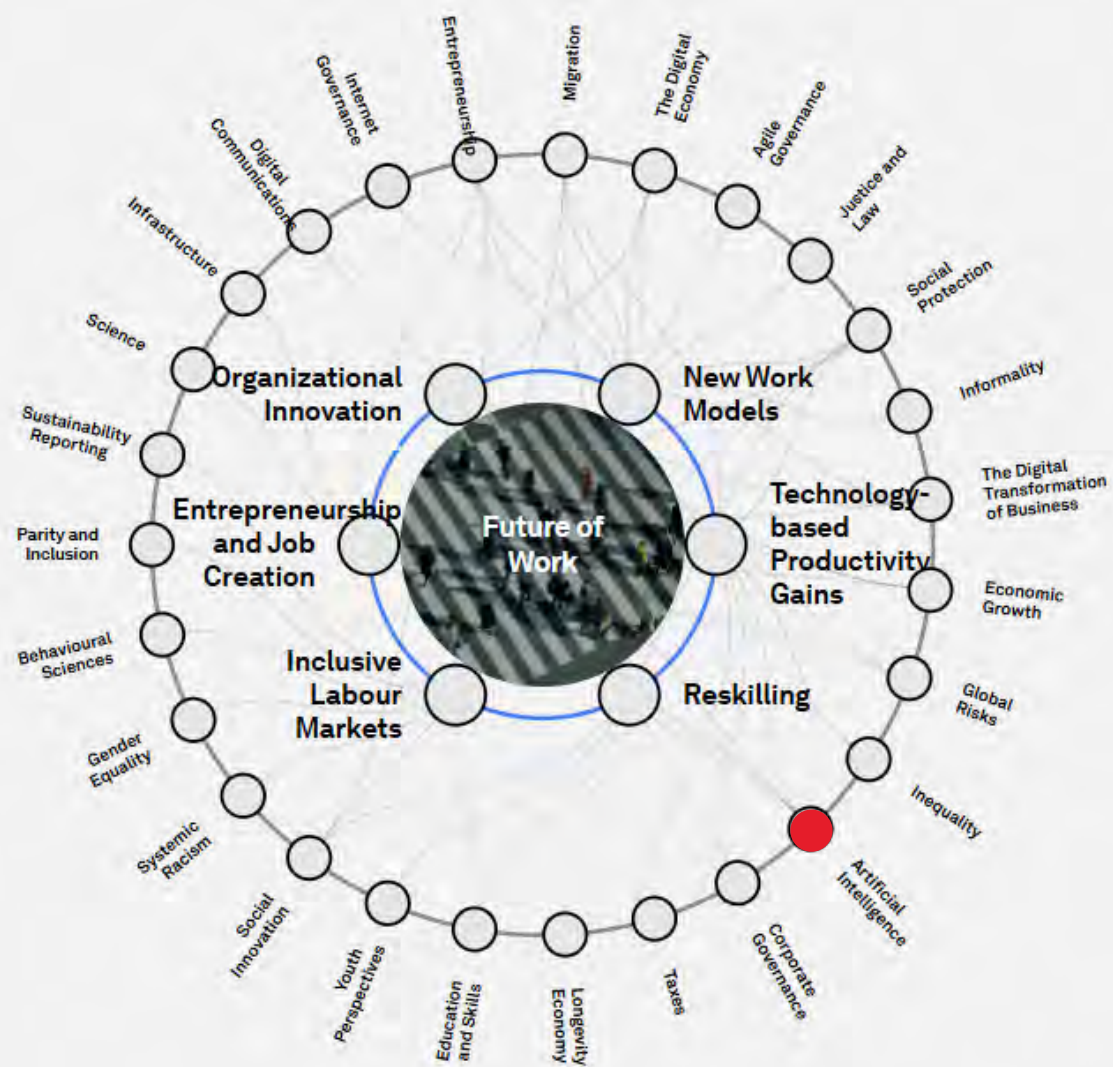 Entrepreneurship
Migration
The Digital
Economy
Internet
Governance
Agile
Governance
Digital
Communications
Justice and
Law
Infrastructure
Social
Protection
Science
Informality
Organizational
Innovation
New Work
Models
Sustainability
Reporting
The Digital
Transformation
of Business
Entrepreneurship
and Job
Creation
Future of
Work
Technology-
based
Productivity
Gains
Parity and
Inclusion
Economic
Growth
Behavioural
Sciences
Inclusive
Labour
Markets
Reskilling
Global
Risks
Gender
Equality
Inequality
Systemic
Racism
Artificial
Intelligence
Social
Innovation
Corporate
Governance
Youth
Perspectives
Education
and Skills
Longevity
Economy
Taxes